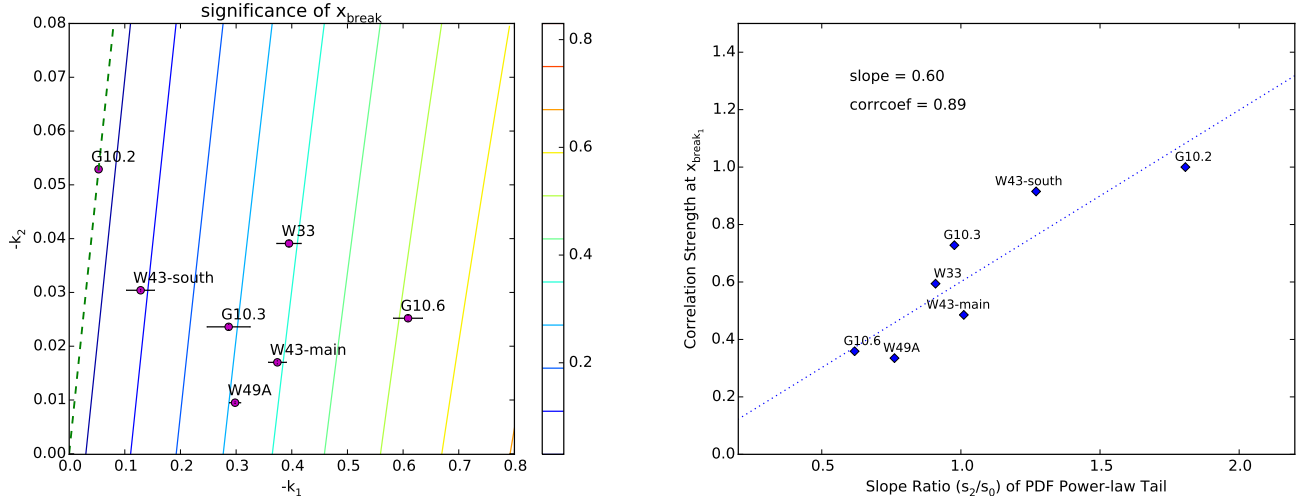 significance of x_break
0.08
0.07
0.06
0.05
0.04
0.03
0.02
0.01
0.00
-k2
G10.2
W33
W43-south
G10.3
G10.6
W43-main
W49A
0.0 0.1 0.2 0.3 0.4 0.5 0.6 0.7 0.8
-k1
0.8
0.6
0.4
0.2
1.4
1.2
1.0
0.8
0.6
0.4
0.2
0.0
Correlation Strength at x_break1
slope = 0.60
corrcoef = 0.89
G10.2
W43-south
G10.3
W33
W43-main
G10.6
W49A
0.5 1.0 1.5 2.0
Slope Ratio (s2/s0) of PDF Power-law Tail